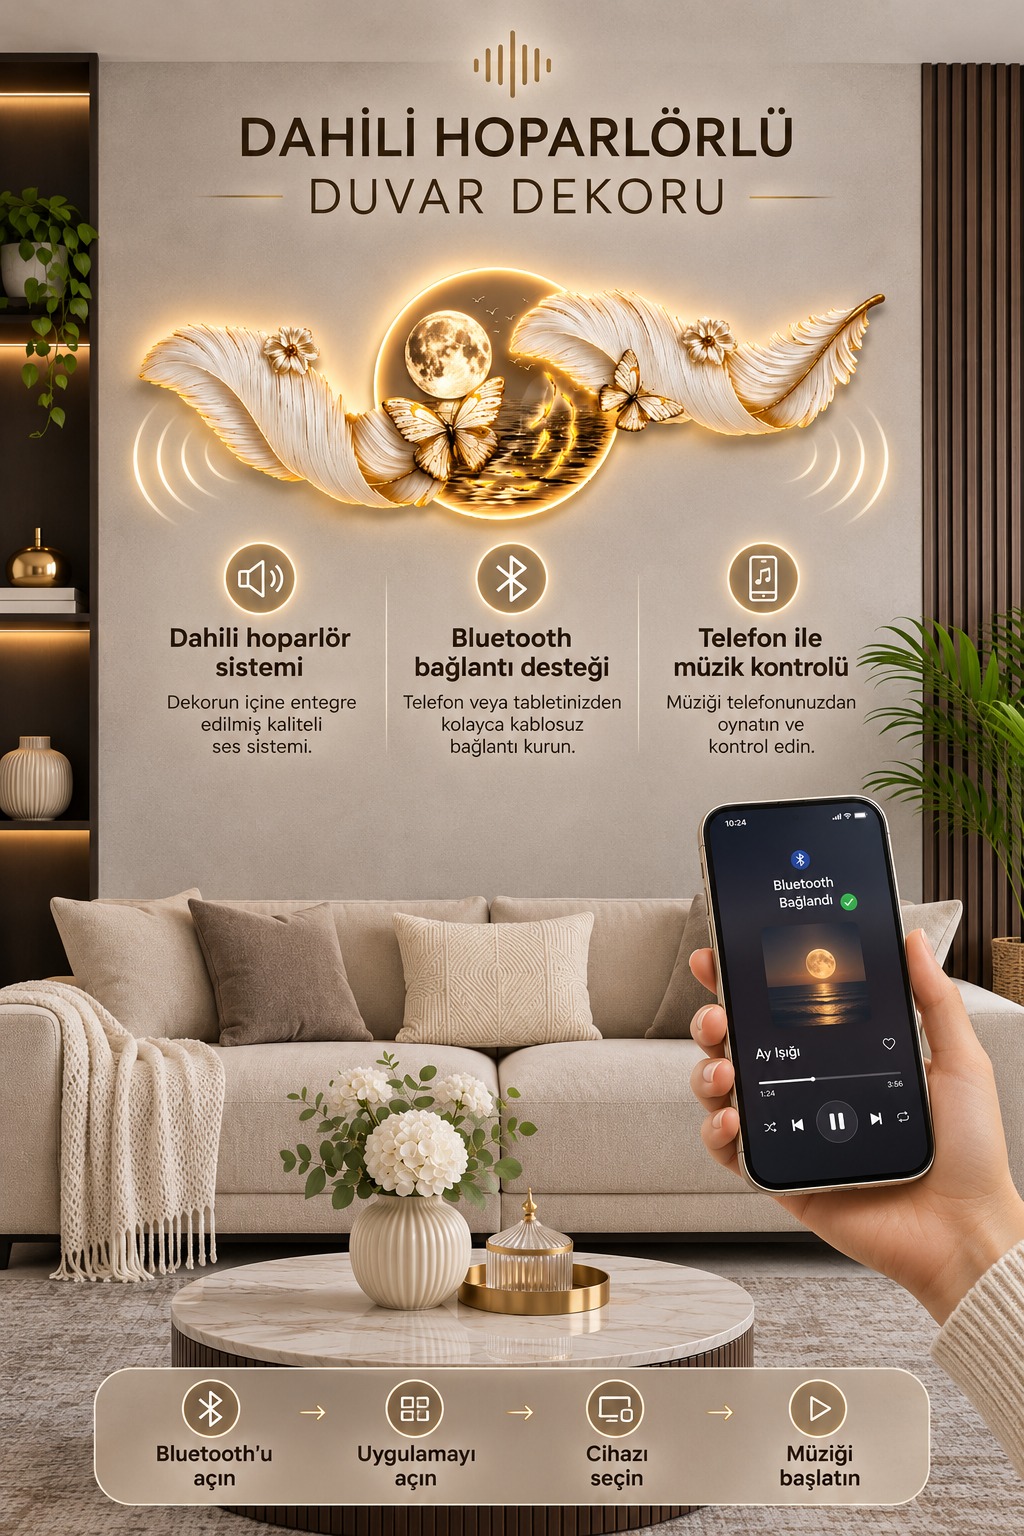 DAHİLİ HOPARLÖRLÜ
DUVAR DEKORU
Dahili hoparlör
sistemi
Dekorun içine entegre
edilmiş kaliteli
ses sistemi.
Bluetooth
bağlantı desteği
Telefon veya tabletinizden
kolayca kablosuz
bağlantı kurun.
Telefon ile
müzik kontrolü
Müziği telefonunuzdan
oynatın ve
kontrol edin.
10:24
Bluetooth
Bağlandı
Ay Işığı
1:24
3:56
Bluetooth'u
açın
Uygulamayı
açın
Cihazı
seçin
Müziği
başlatın